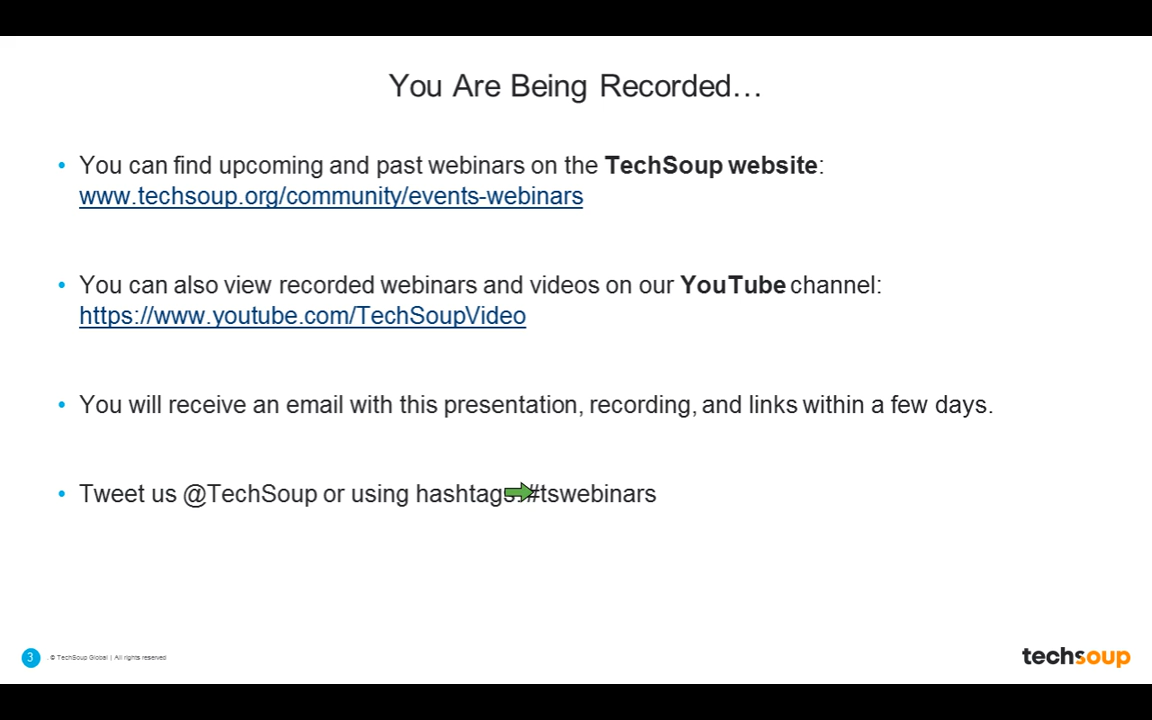 You Are Being Recorded…
• You can find upcoming and past webinars on the TechSoup website:
www.techsoup.org/community/events-webinars
• You can also view recorded webinars and videos on our YouTube channel:
https://www.youtube.com/TechSoupVideo
• You will receive an email with this presentation, recording, and links within a few days.
• Tweet us @TechSoup or using hashtags: #tswebinars
3 © TechSoup Global | All rights reserved
techsoup